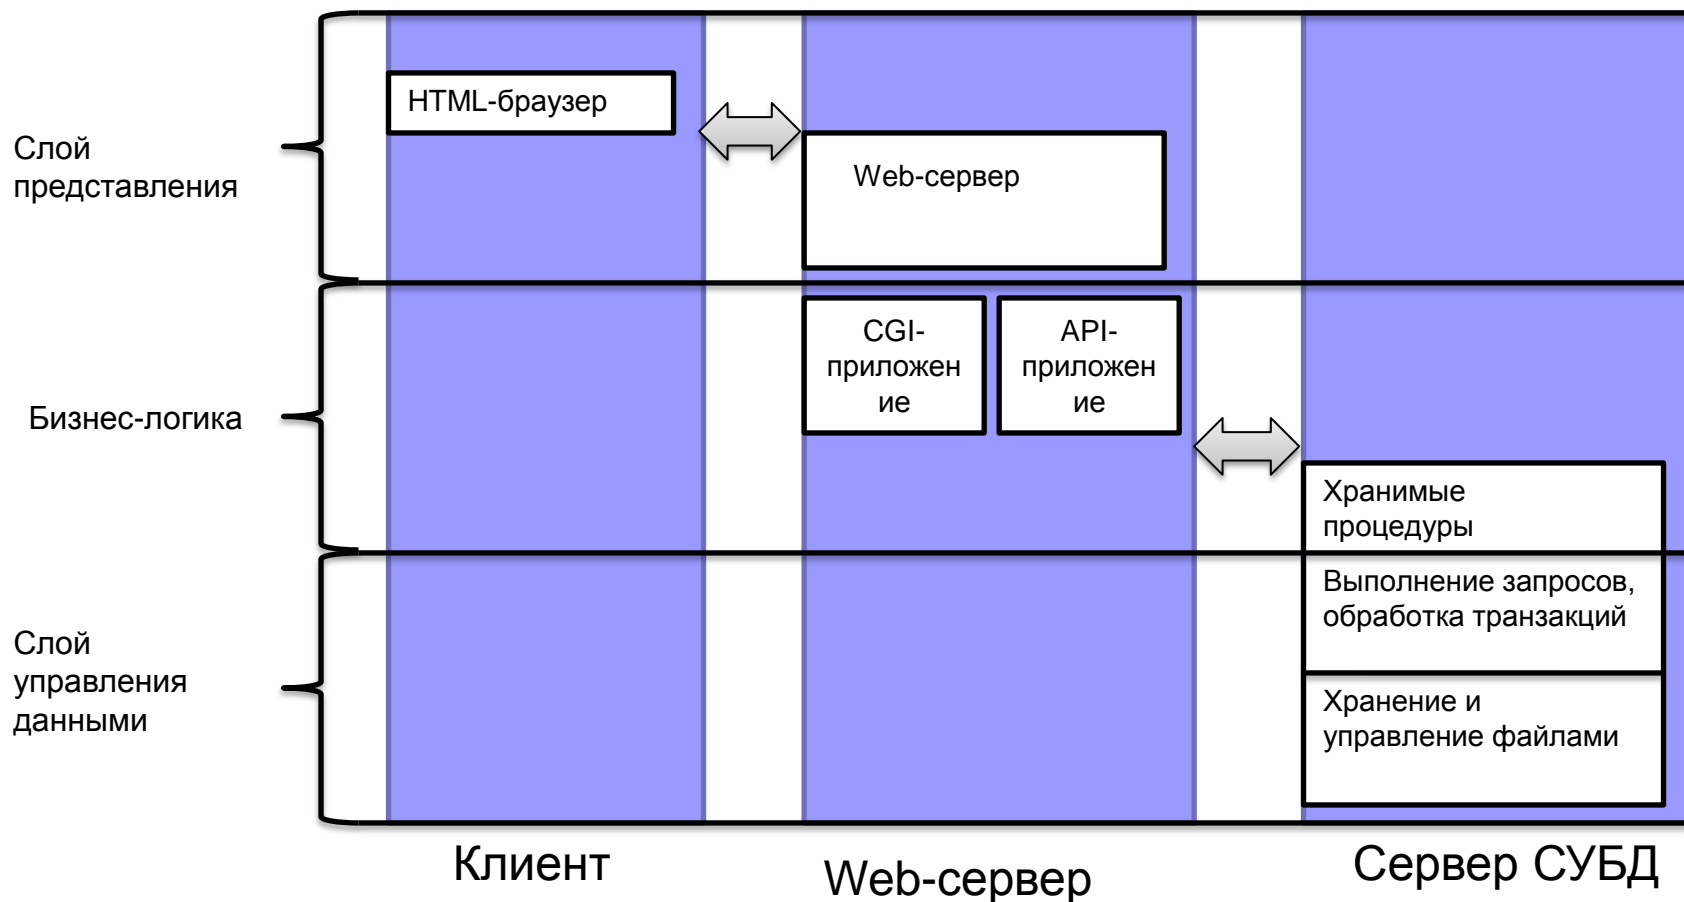 HTML-браузер
Слой
представления
Web-сервер
CGI-
приложен
ие
API-
приложен
ие
Бизнес-логика
Хранимые
процедуры
Выполнение запросов,
обработка транзакций
Слой
управления
данными
Хранение и
управление файлами
Клиент
Web-сервер
Сервер СУБД